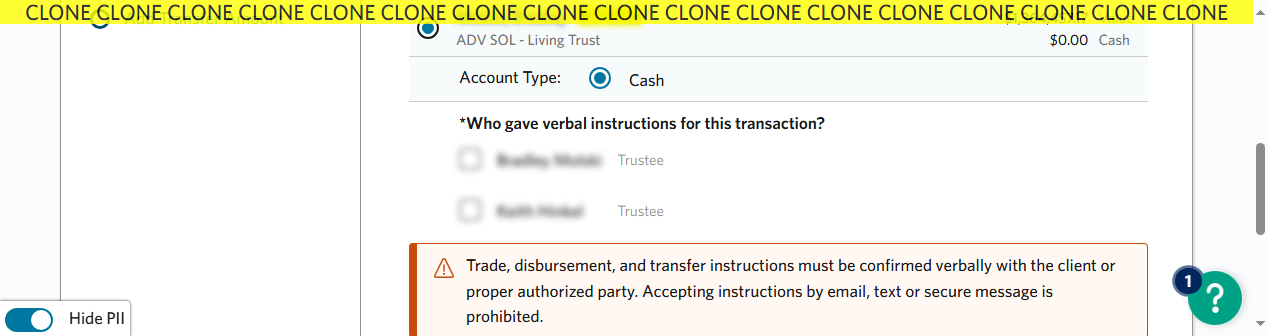 CLONE CLONE CLONE CLONE CLONE CLONE CLONE CLONE CLONE CLONE CLONE CLONE CLONE CLONE CLONE CLONE CLONE
ADV SOL - Living Trust
$0.00 Cash
Account Type: Cash
*Who gave verbal instructions for this transaction?
Trustee
Trustee
Trade, disbursement, and transfer instructions must be confirmed verbally with the client or
proper authorized party. Accepting instructions by email, text or secure message is
prohibited.
1
?
Hide PII